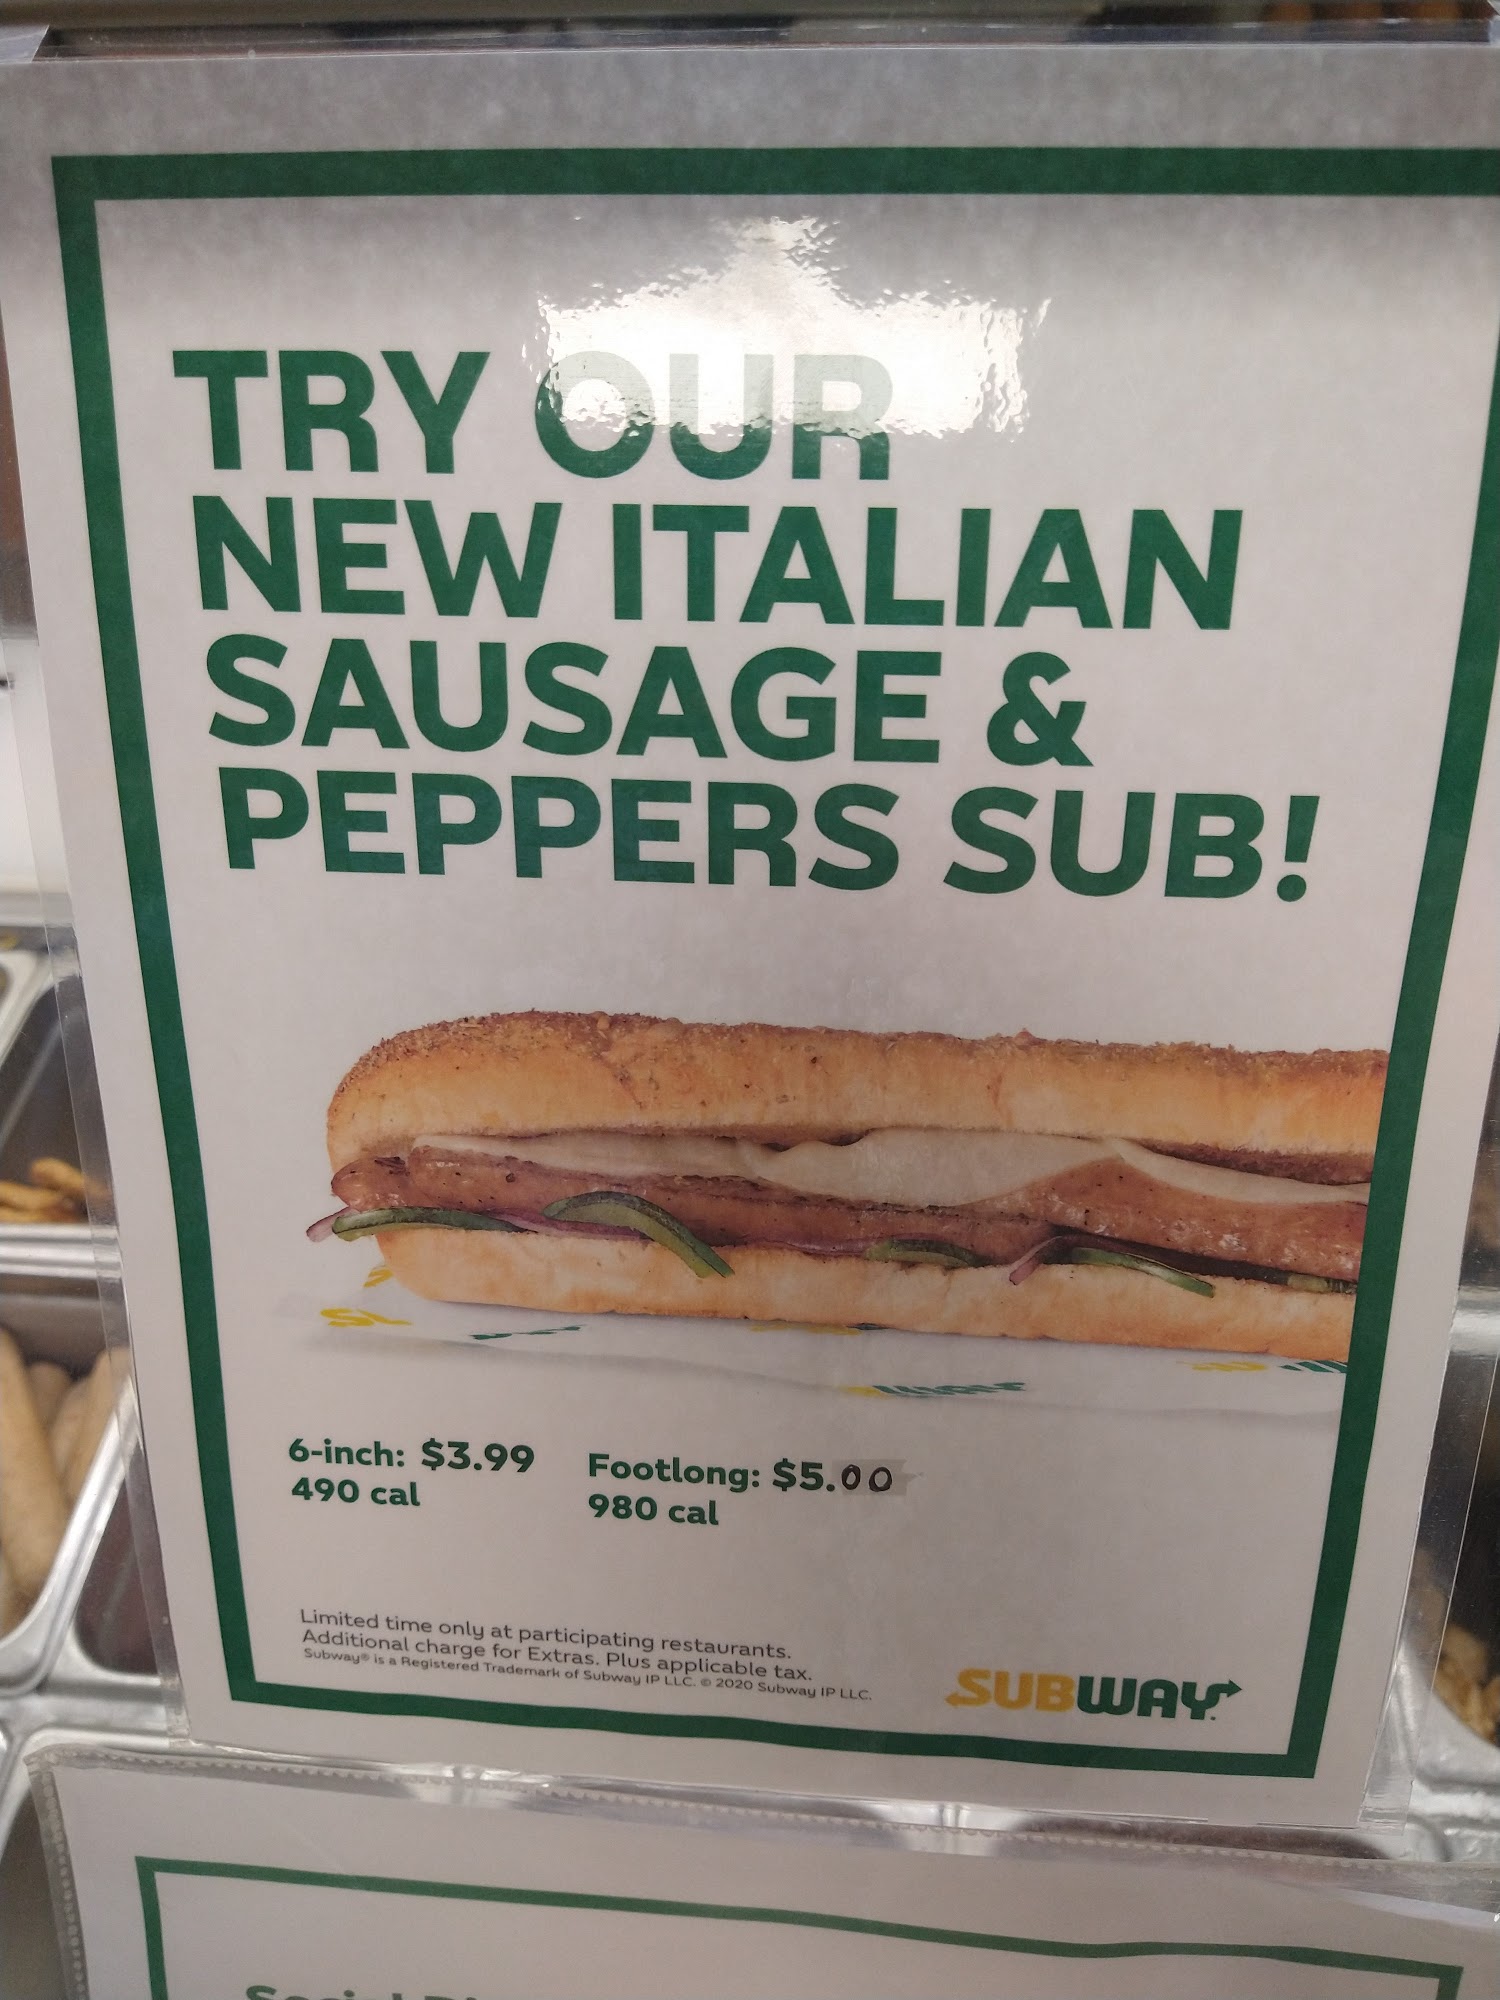 TRY OUR
NEW ITALIAN
SAUSAGE &
PEPPERS SUB!
6-inch: $3.99
490 cal
Footlong: $5.00
980 cal
Limited time only at participating restaurants.
Additional charge for Extras. Plus applicable tax.
Subway® is a Registered Trademark of Subway IP LLC. © 2020 Subway IP LLC.
SUBWAY